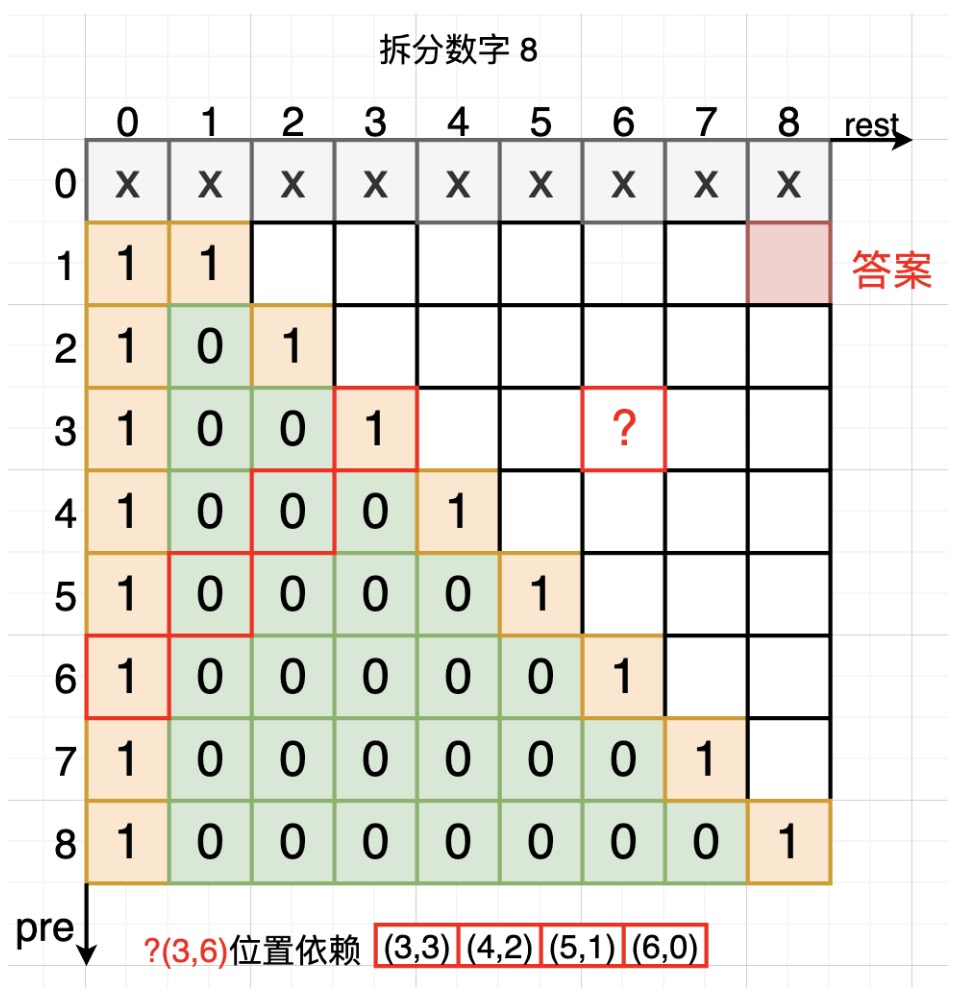 拆分数字 8
0 1 2 3 4 5 6 7 8 rest
0 X X X X X X X X X
1 1 1 答案
2 1 0 1
3 1 0 0 1 ?
4 1 0 0 0 1
5 1 0 0 0 0 1
6 1 0 0 0 0 0 1
7 1 0 0 0 0 0 0 1
8 1 0 0 0 0 0 0 0 1
pre
?(3,6)位置依赖 (3,3) (4,2) (5,1) (6,0)